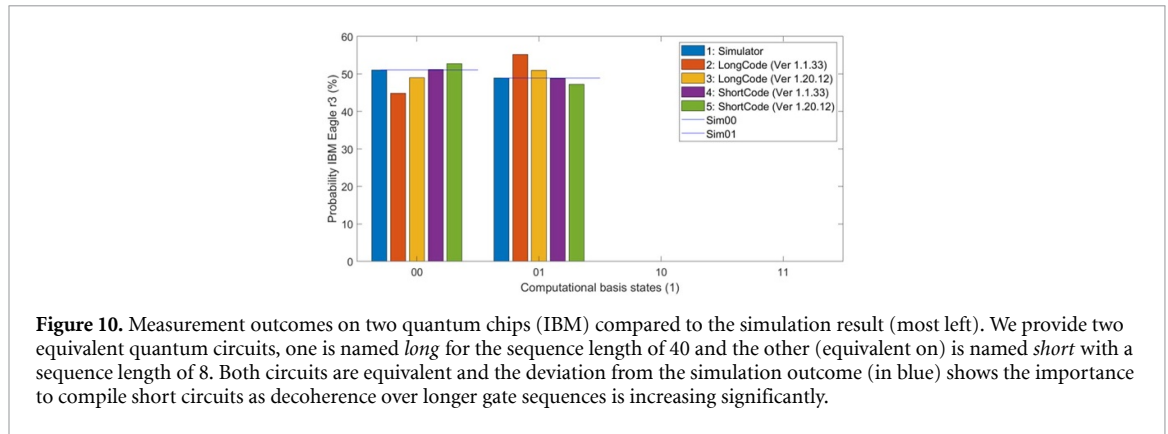 60
50
40
30
20
10
0
Probability IBM Eagle r3 (%)
1: Simulator
2: LongCode (Ver 1.1.33)
3: LongCode (Ver 1.20.12)
4: ShortCode (Ver 1.1.33)
5: ShortCode (Ver 1.20.12)
Sim00
Sim01
00 01 10 11
Computational basis states (1)
Figure 10. Measurement outcomes on two quantum chips (IBM) compared to the simulation result (most left). We provide two
equivalent quantum circuits, one is named long for the sequence length of 40 and the other (equivalent on) is named short with a
sequence length of 8. Both circuits are equivalent and the deviation from the simulation outcome (in blue) shows the importance
to compile short circuits as decoherence over longer gate sequences is increasing significantly.